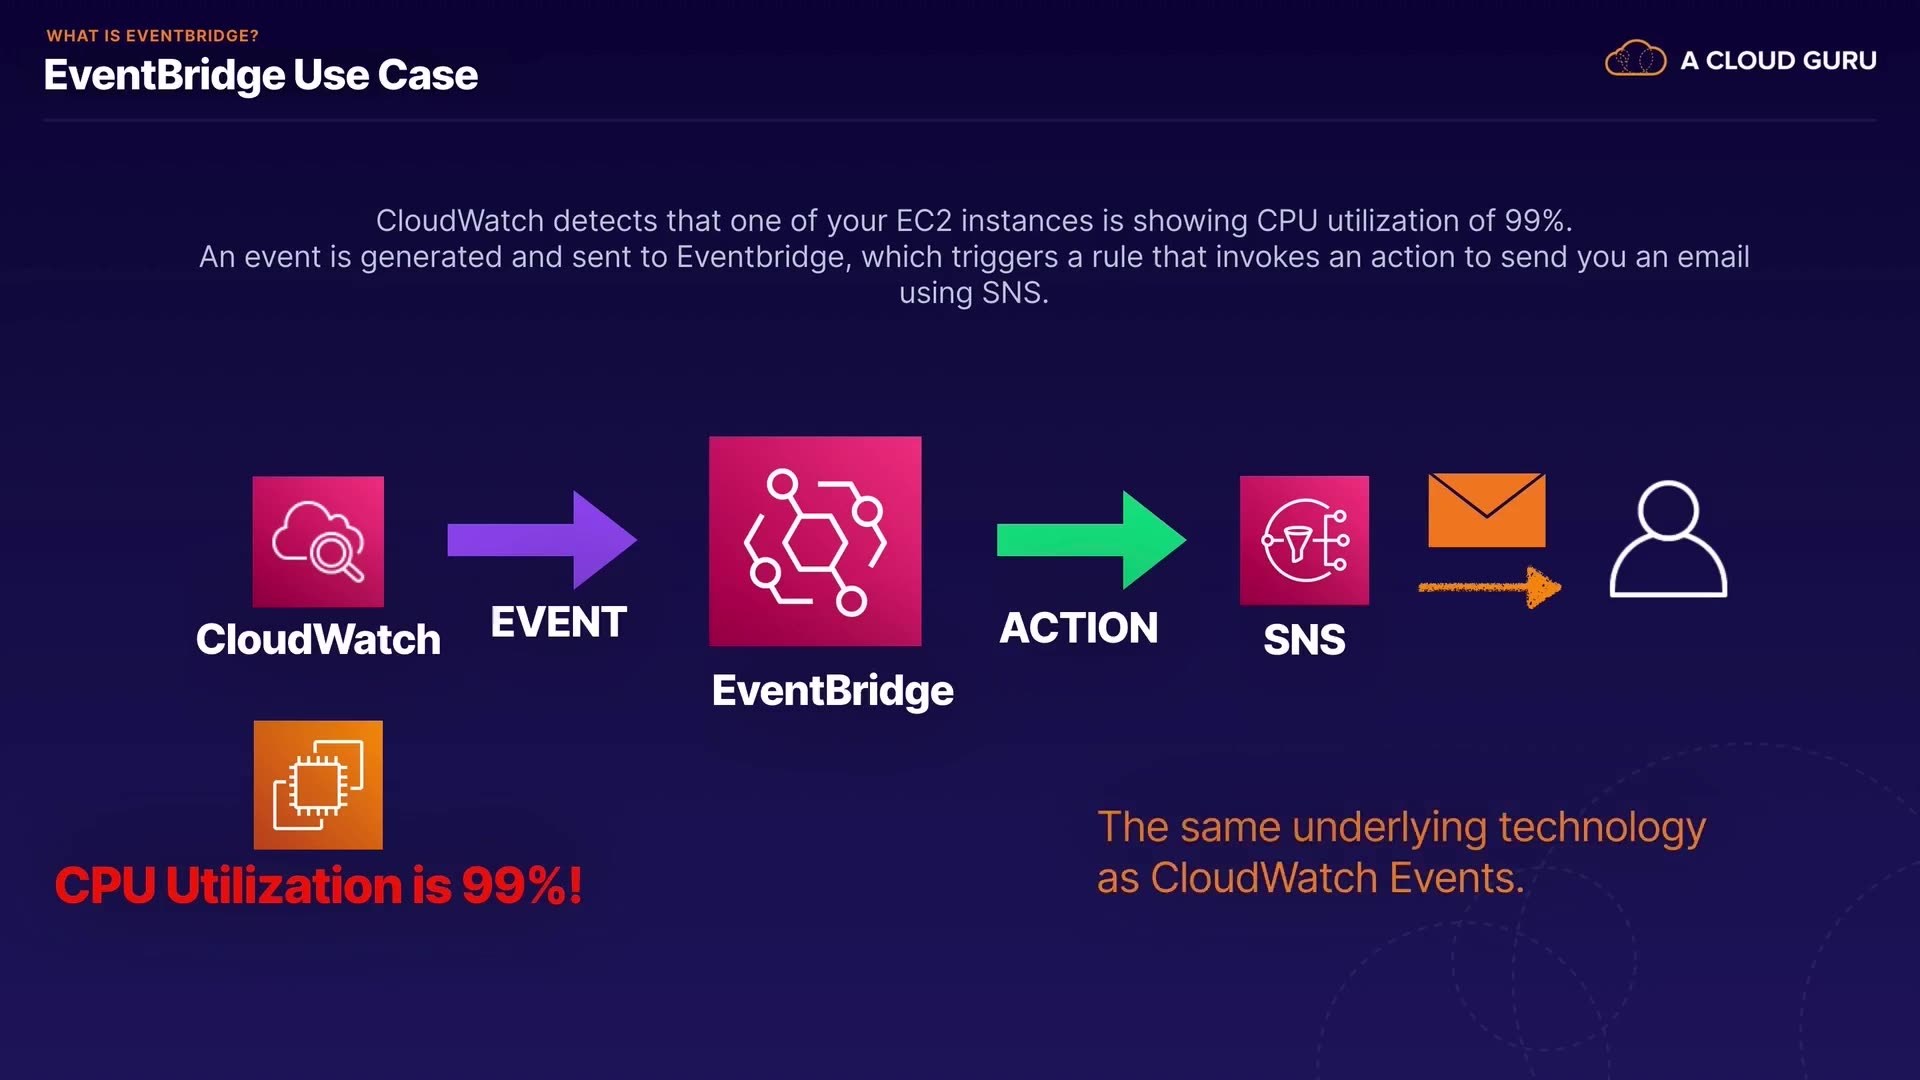 WHAT IS EVENTBRIDGE?
EventBridge Use Case
A CLOUD GURU
CloudWatch detects that one of your EC2 instances is showing CPU utilization of 99%.
An event is generated and sent to Eventbridge, which triggers a rule that invokes an action to send you an email
using SNS.
CloudWatch
EVENT
EventBridge
ACTION
SNS
CPU Utilization is 99%!
The same underlying technology
as CloudWatch Events.